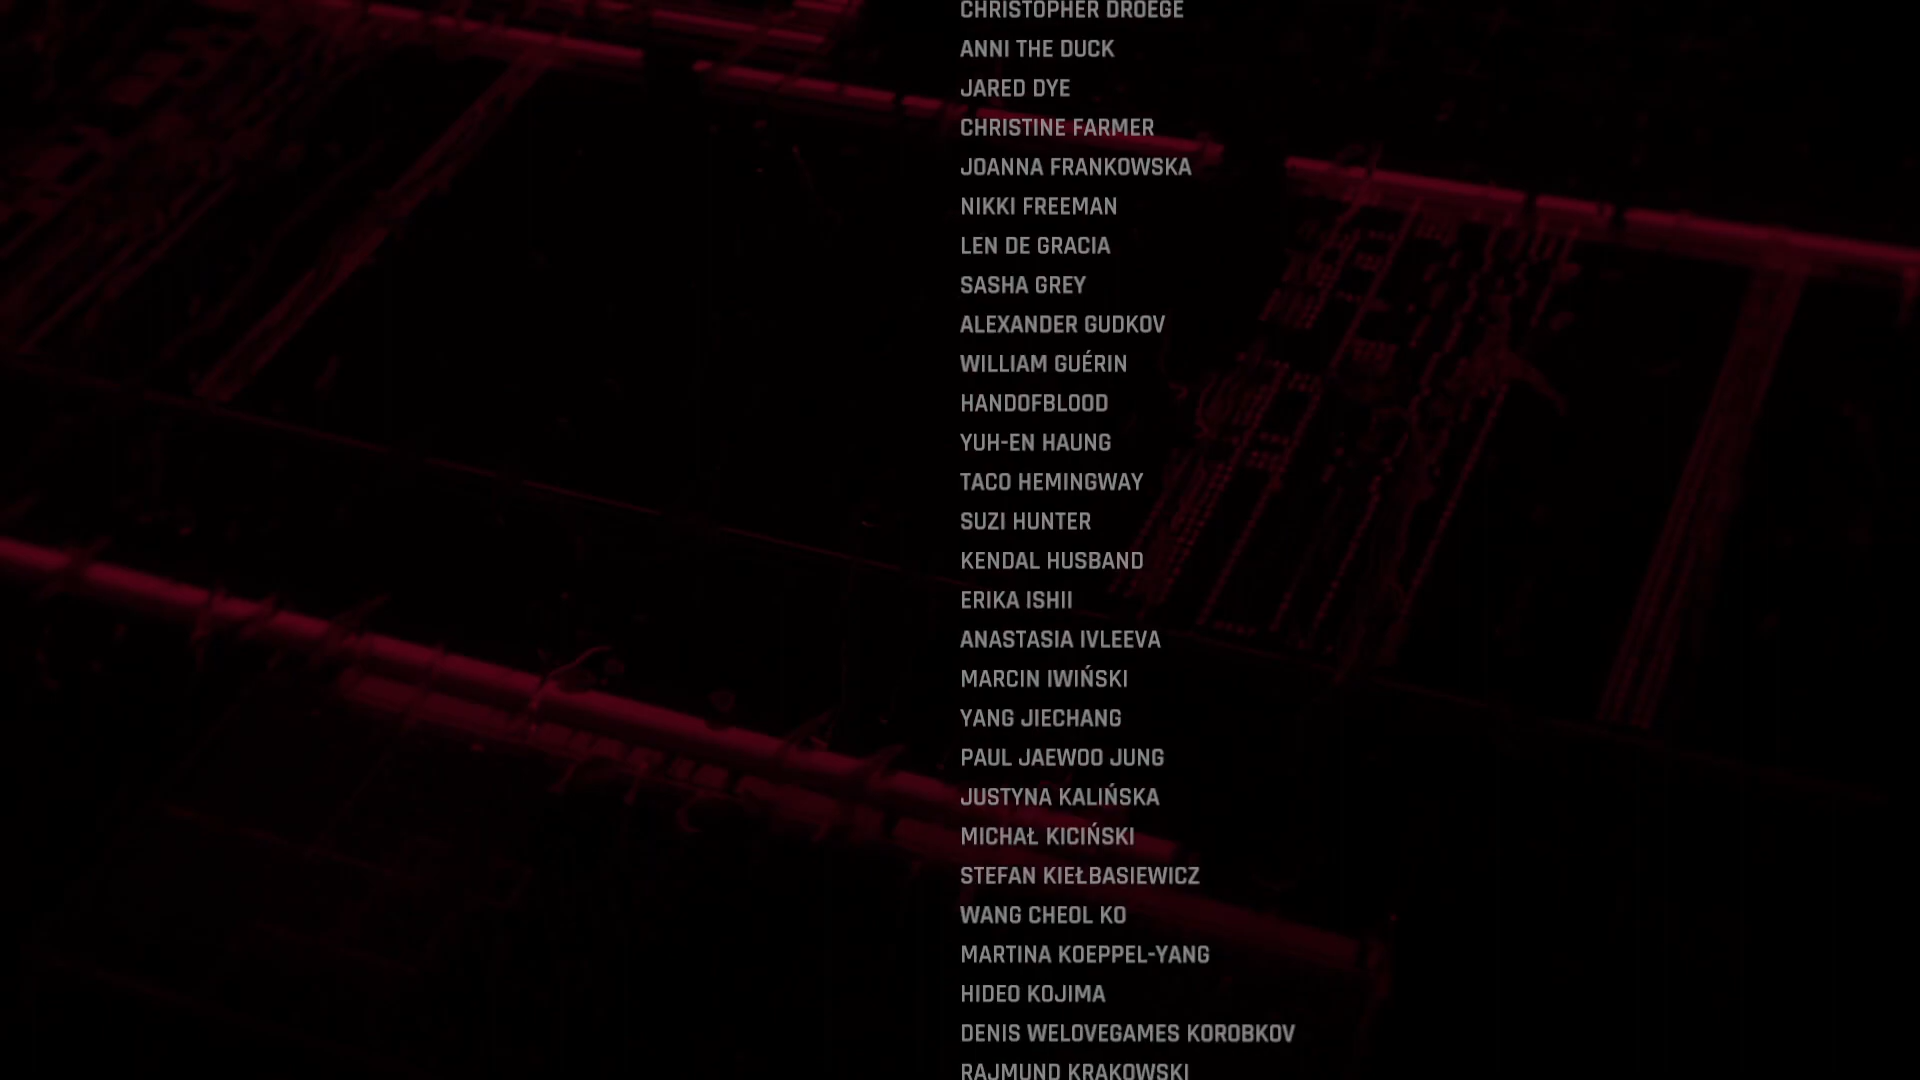 CHRISTOPHER DROEGE
ANNI THE DUCK
JARED DYE
CHRISTINE FARMER
JOANNA FRANKOWSKA
NIKKI FREEMAN
LEN DE GRACIA
SASHA GREY
ALEXANDER GUDKOV
WILLIAM GUÉRIN
HANDOFBLOOD
YUH-EN HAUNG
TACO HEMINGWAY
SUZI HUNTER
KENDAL HUSBAND
ERIKA ISHII
ANASTASIA IVLEEVA
MARCIN IWIŃSKI
YANG JIECHANG
PAUL JAEWOO JUNG
JUSTYNA KALIŃSKA
MICHAŁ KICIŃSKI
STEFAN KIEŁBASIEWICZ
WANG CHEOL KO
MARTINA KOEPPEL-YANG
HIDEO KOJIMA
DENIS WELOVEGAMES KOROBKOV
RAJMUND KRAKOWSKI